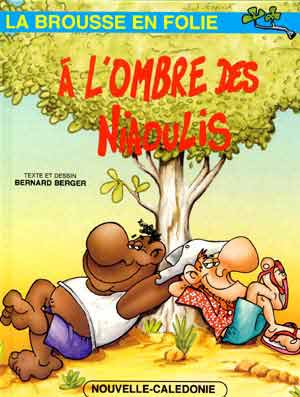 LA BROUSSE EN FOLIE
À L'OMBRE DES
NIAOULIS
TEXTE ET DESSIN
BERNARD BERGER
NOUVELLE-CALEDONIE